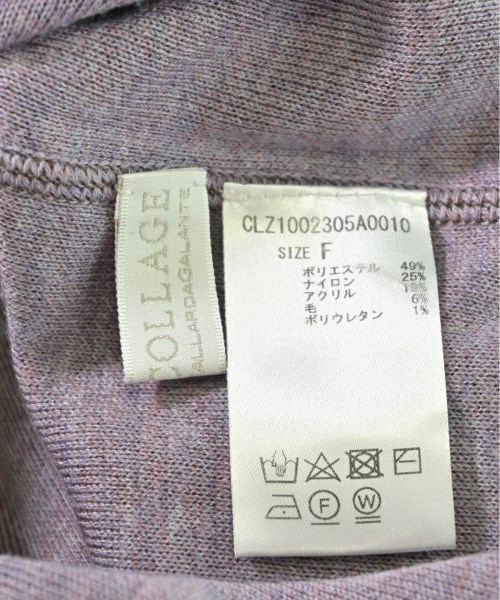 COLLAGE
GALLARDAGALANTE
CLZ1002305A0010
SIZE F
ポリエステル 49%
ナイロン 25%
アクリル 19%
毛 6%
ポリウレタン 1%
F W